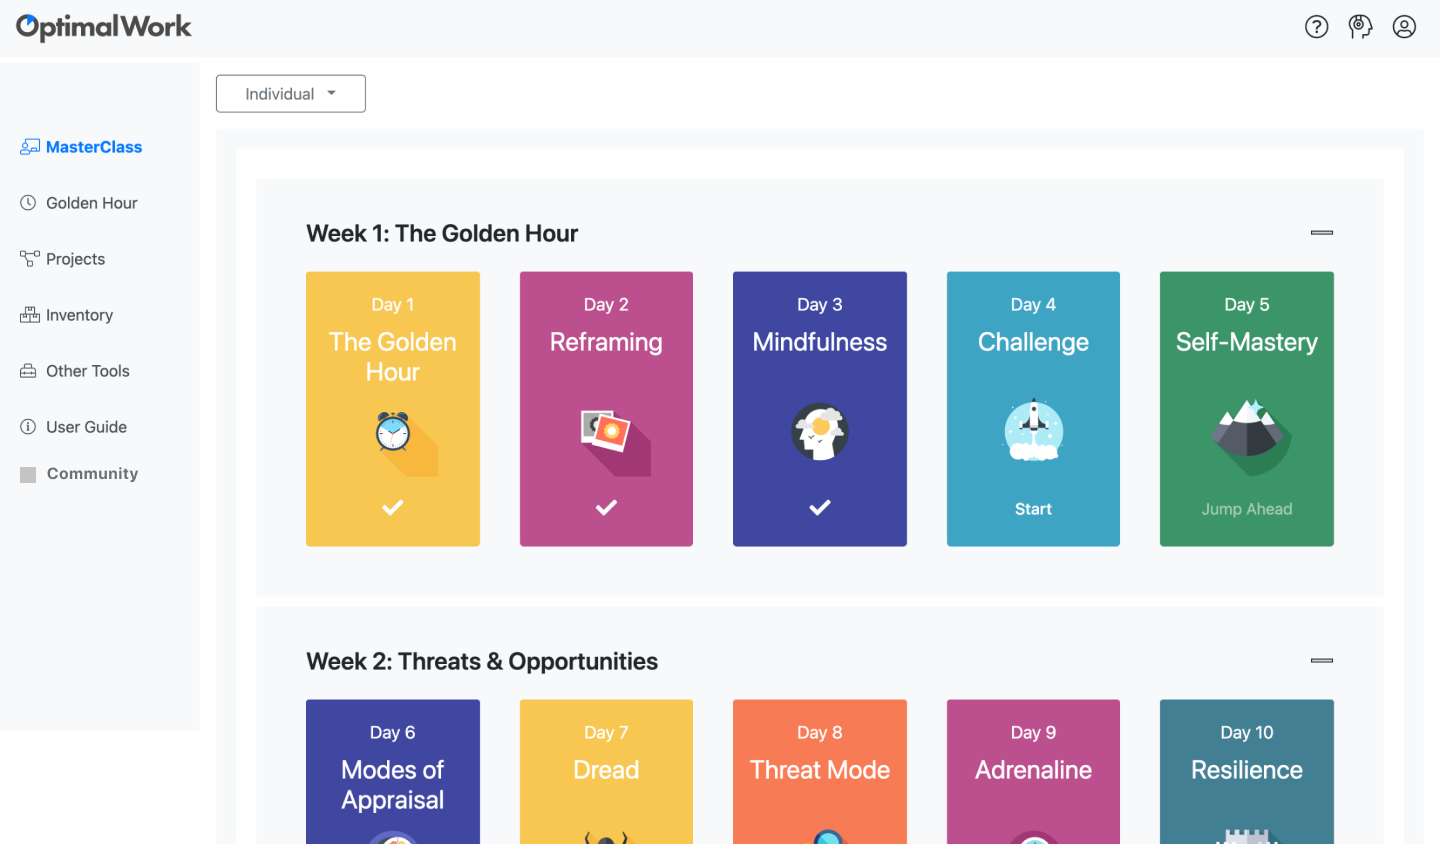 OptimalWork
Individual
MasterClass
Golden Hour
Projects
Inventory
Other Tools
User Guide
Community
Week 1: The Golden Hour
Day 1
The Golden
Hour
Day 2
Reframing
Day 3
Mindfulness
Day 4
Challenge
Start
Day 5
Self-Mastery
Jump Ahead
Week 2: Threats & Opportunities
Day 6
Modes of
Appraisal
Day 7
Dread
Day 8
Threat Mode
Day 9
Adrenaline
Day 10
Resilience